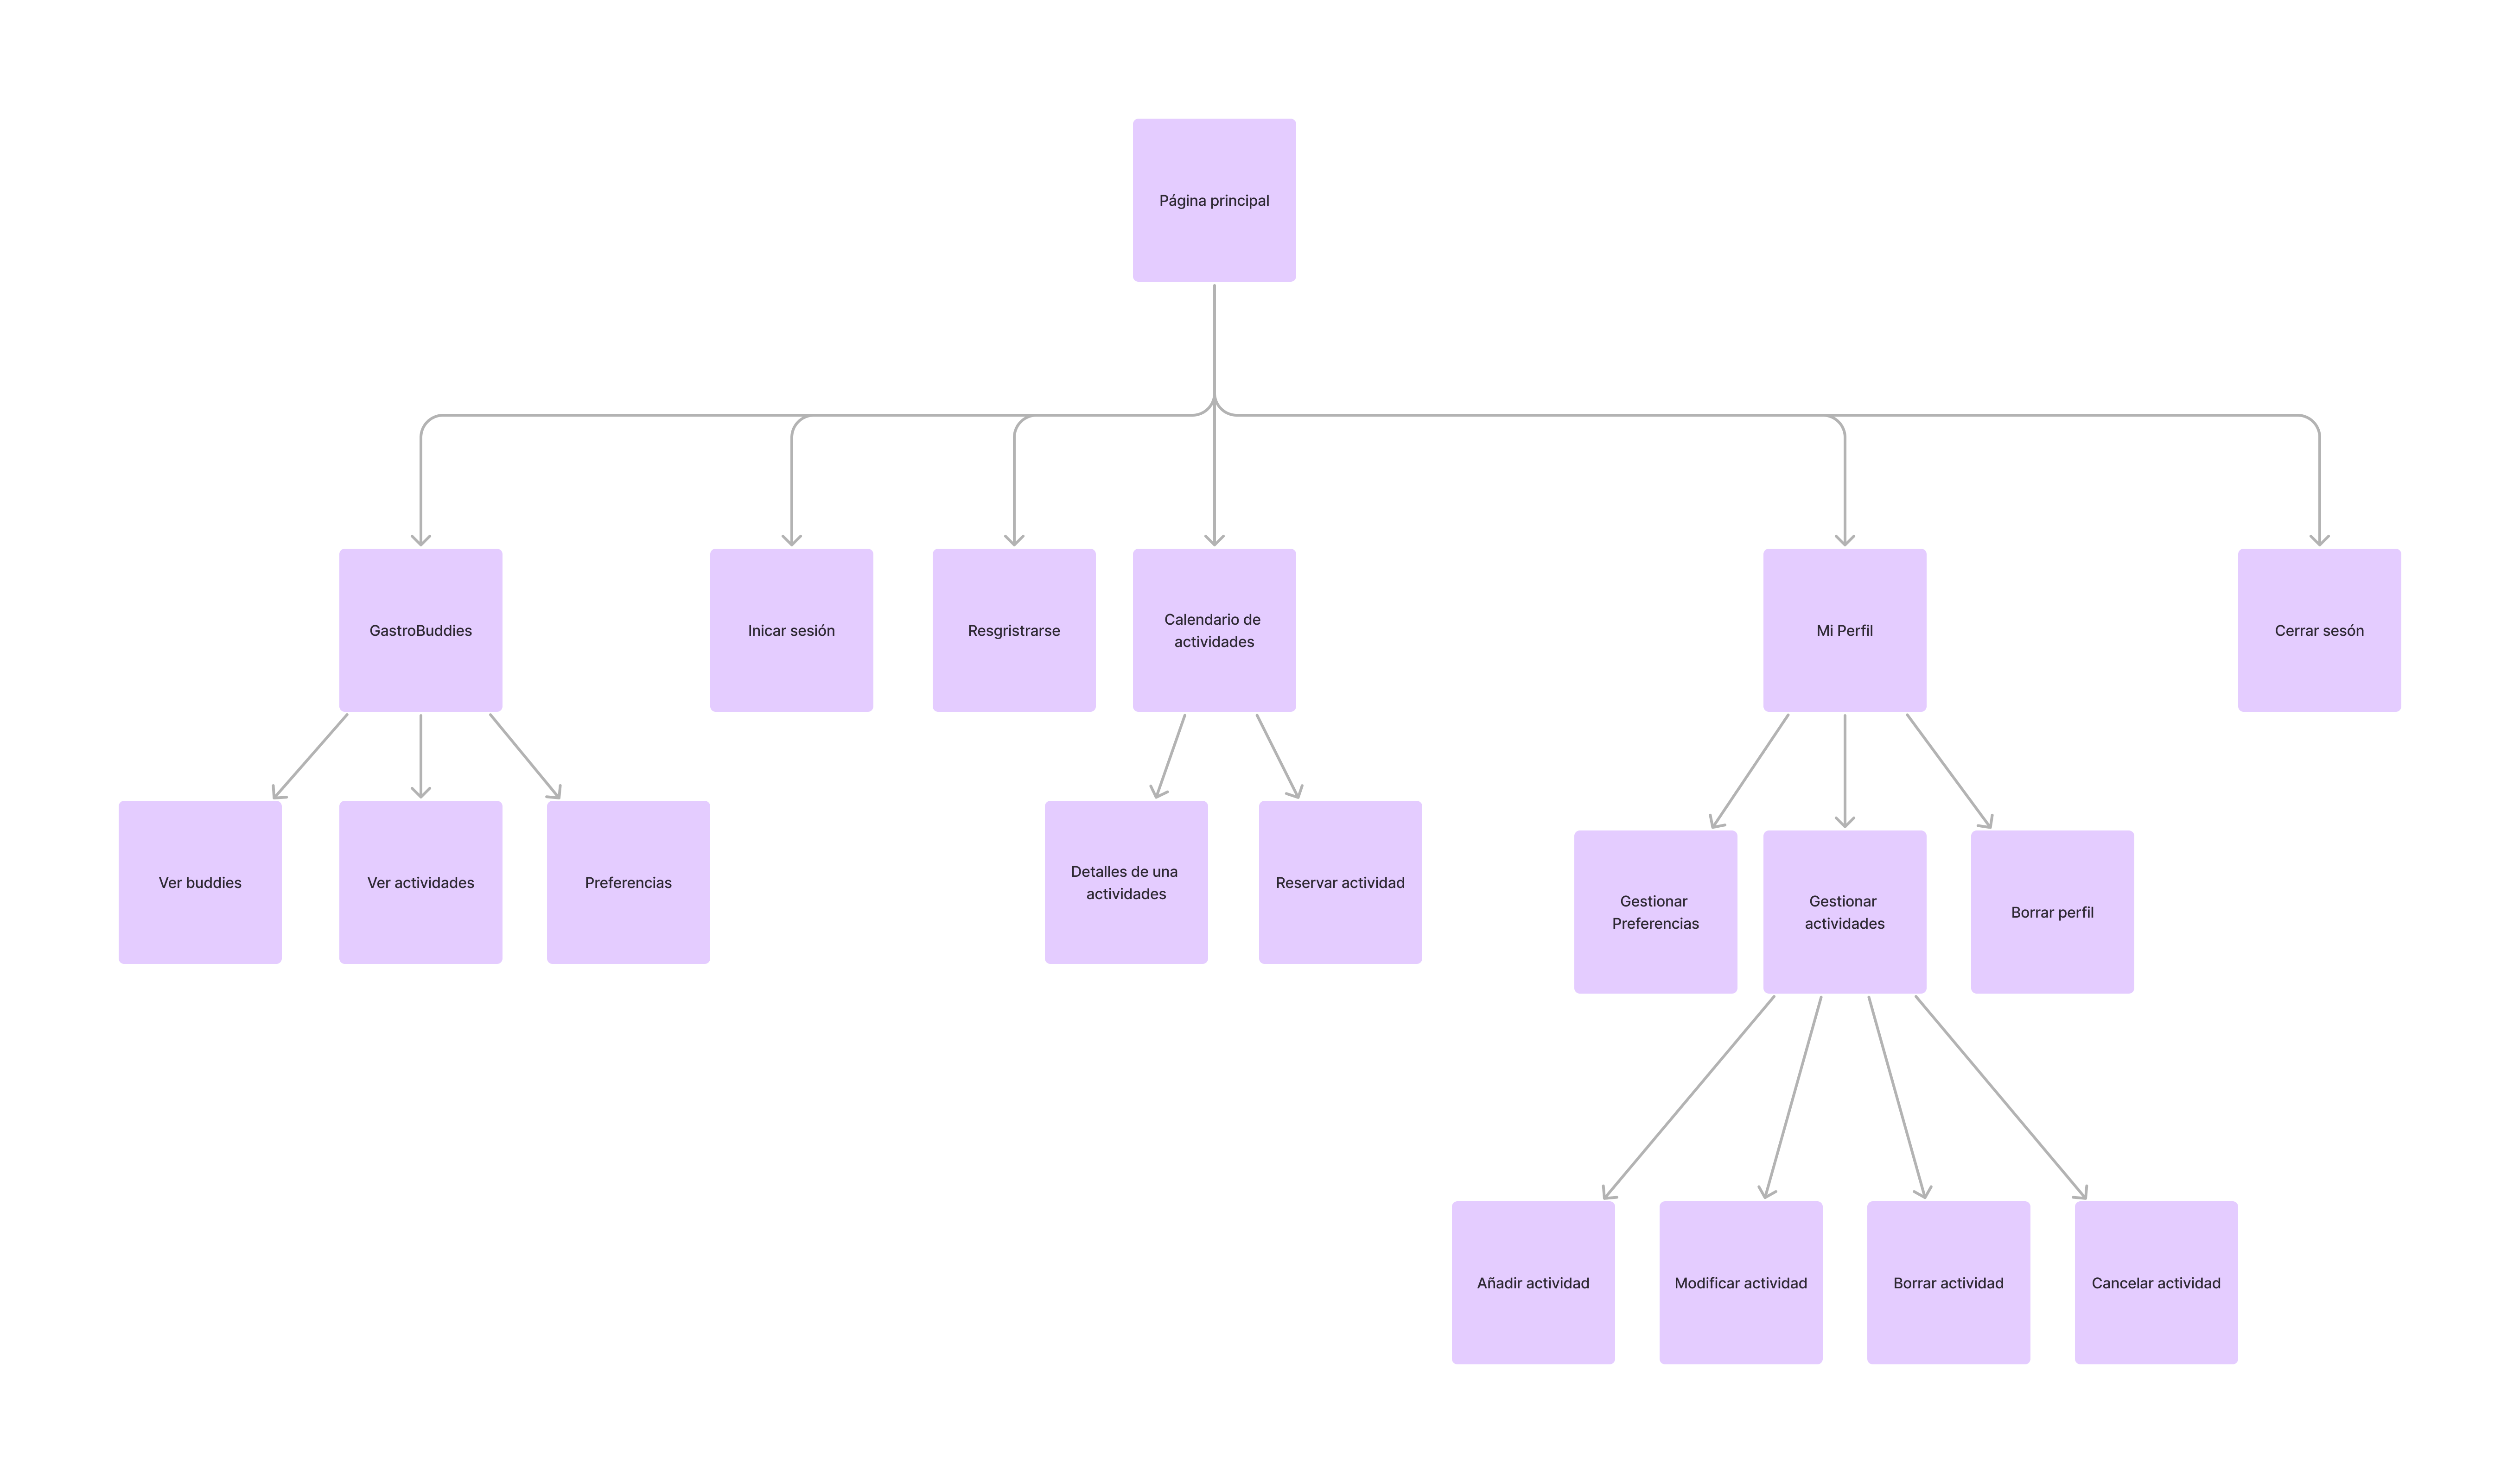 Página principal
GastroBuddies
Inicar sesión
Resgristrarse
Calendario de
actividades
Mi Perfil
Cerrar sesón
Ver buddies
Ver actividades
Preferencias
Detalles de una
actividades
Reservar actividad
Gestionar
Preferencias
Gestionar
actividades
Borrar perfil
Añadir actividad
Modificar actividad
Borrar actividad
Cancelar actividad